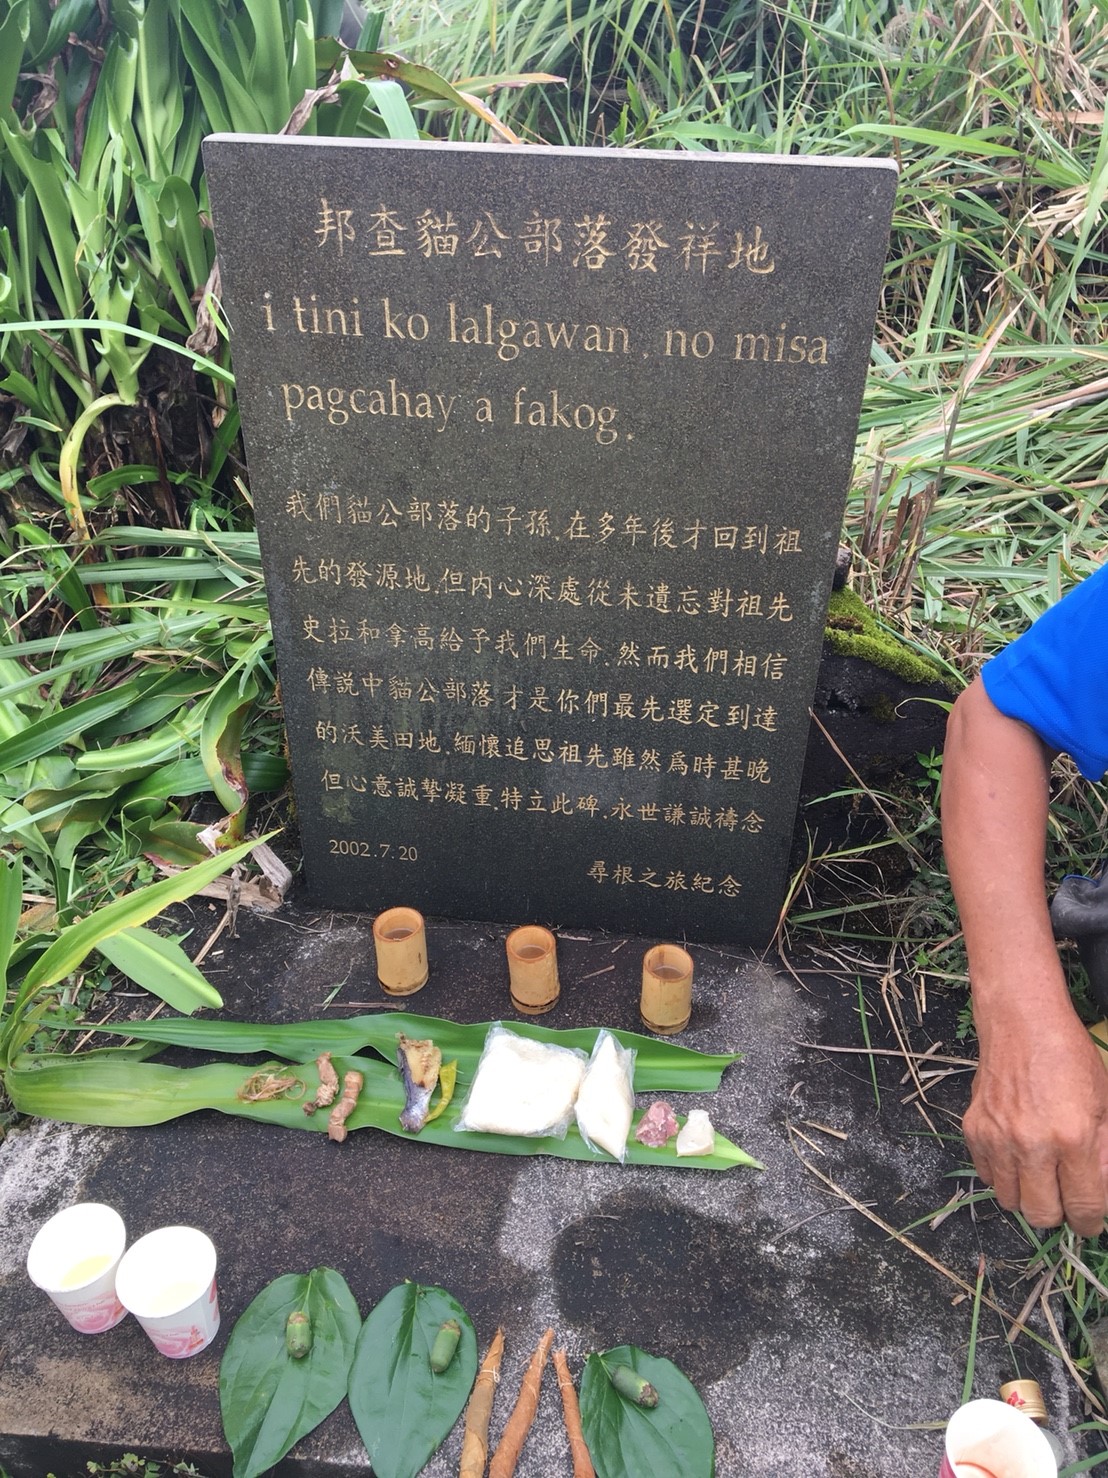 邦查貓公部落發祥地
i tini ko lalgawan . no misa
pagcahay a fakog .
我們貓公部落的子孫.在多年後才回到祖
先的發源地.但內心深處從未遺忘對祖先
史拉和拿高給予我們生命.然而我們相信
傳說中貓公部落才是你們最先選定到達
的沃美田地.緬懷追思祖先雖然為時甚晚
但心意誠摯凝重.特立此碑.永世謙誠禱念
2002.7.20
尋根之旅紀念